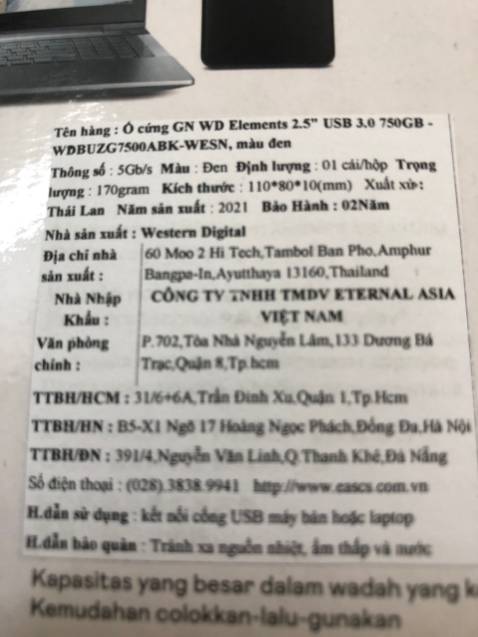 Tên hàng : Ổ cứng GN WD Elements 2.5" USB 3.0 750GB -
WDBUZG7500ABK-WESN, màu đen
Thông số : 5Gb/s Màu : Đen Định lượng : 01 cái/hộp Trọng
lượng : 170gram Kích thước : 110*80*10(mm) Xuất xứ :
Thái Lan Năm sản xuất : 2021 Bảo Hành : 02Năm
Nhà sản xuất : Western Digital
Địa chỉ nhà sản xuất : 60 Moo 2 Hi Tech,Tambol Ban Pho,Amphur
Bangpa-In,Ayutthaya 13160,Thailand
Nhà Nhập Khẩu : CÔNG TY TNHH TMDV ETERNAL ASIA
VIỆT NAM
Văn phòng chính : P.702,Tòa Nhà Nguyễn Lâm,133 Dương Bá
Trạc,Quận 8,Tp.hcm
TTBH/HCM : 31/6+6A,Trần Đình Xu,Quận 1,Tp.Hcm
TTBH/HN : B5-X1 Ngõ 17 Hoàng Ngọc Phách,Đống Đa,Hà Nội
TTBH/ĐN : 391/4,Nguyễn Văn Linh,Q Thanh Khê,Đà Nẵng
Số điện thoại : (028).3838.9941 http://www.eascs.com.vn
H.dẫn sử dụng : kết nối cổng USB máy bàn hoặc laptop
H.dẫn bảo quản : Tránh xa nguồn nhiệt, ẩm thấp và nước
Kapasitas yang besar dalam wadah yang
Kemudahan colokkan-lalu-gunakan